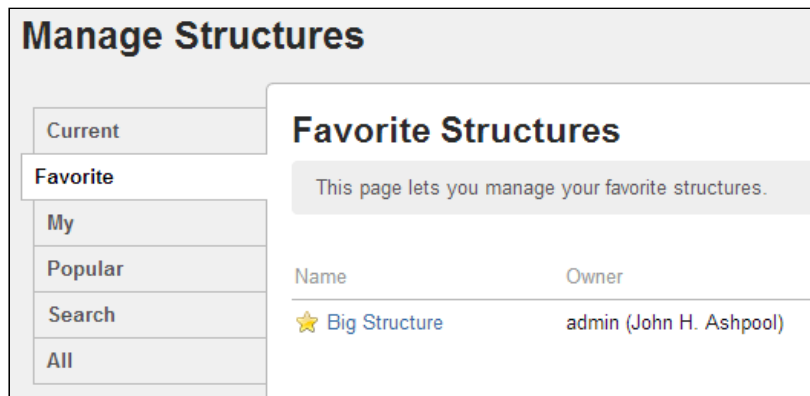 Manage Structures
Current
Favorite
My
Popular
Search
All
Favorite Structures
This page lets you manage your favorite structures.
Name Owner
Big Structure admin (John H. Ashpool)